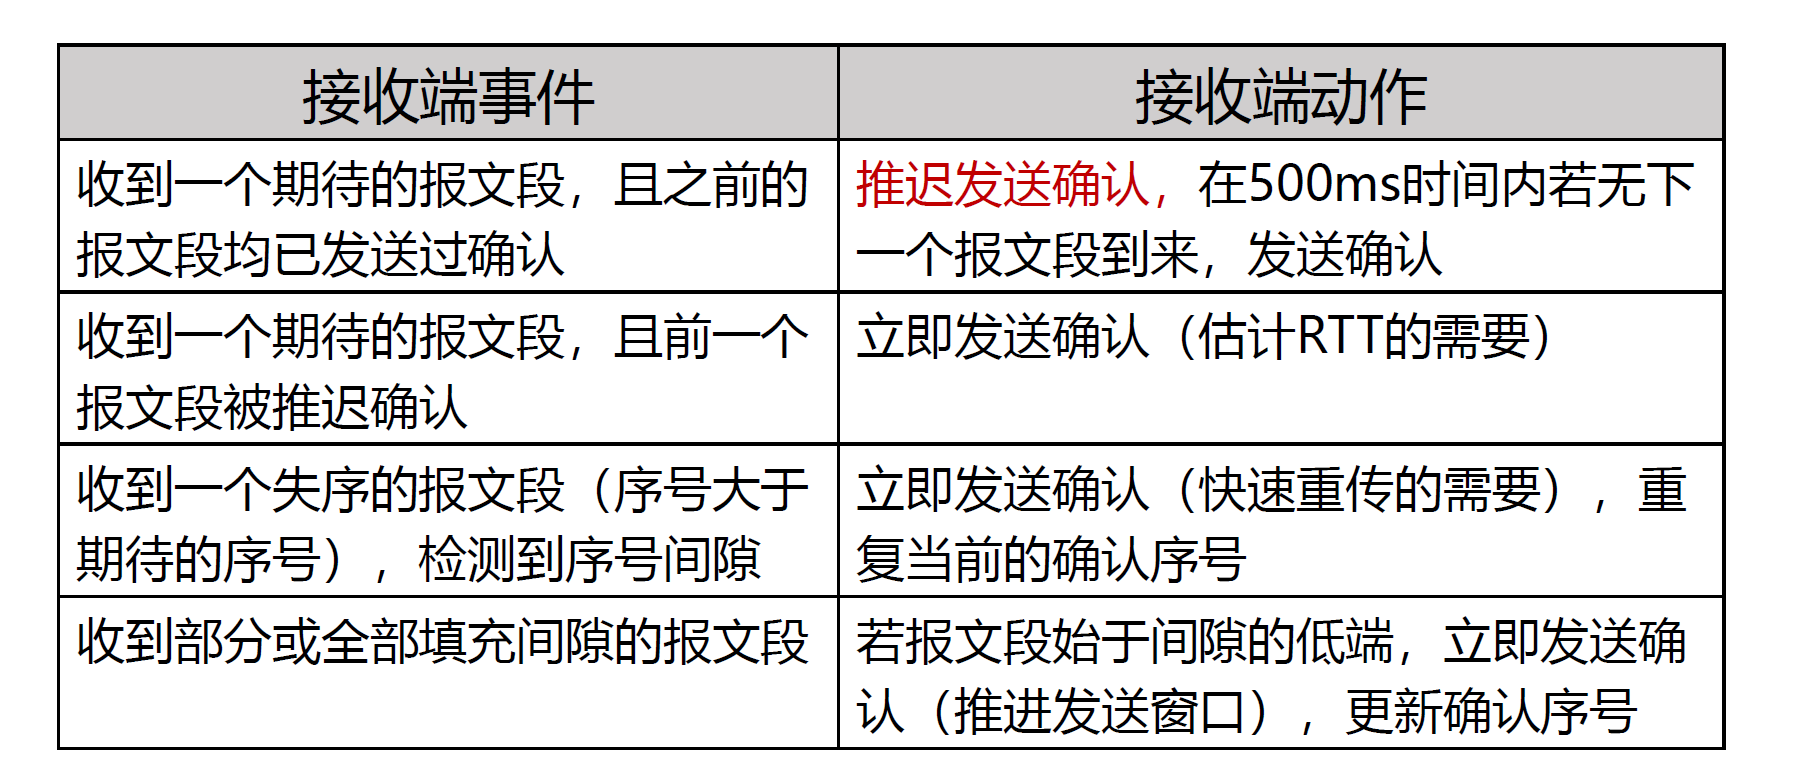 接收端事件
接收端动作
收到一个期待的报文段，且之前的
报文段均已发送过确认
推迟发送确认，在500ms时间内若无下
一个报文段到来，发送确认
收到一个期待的报文段，且前一个
报文段被推迟确认
立即发送确认（估计RTT的需要）
收到一个失序的报文段（序号大于
期待的序号），检测到序号间隙
立即发送确认（快速重传的需要），重
复当前的确认序号
收到部分或全部填充间隙的报文段
若报文段始于间隙的低端，立即发送确
认（推进发送窗口），更新确认序号